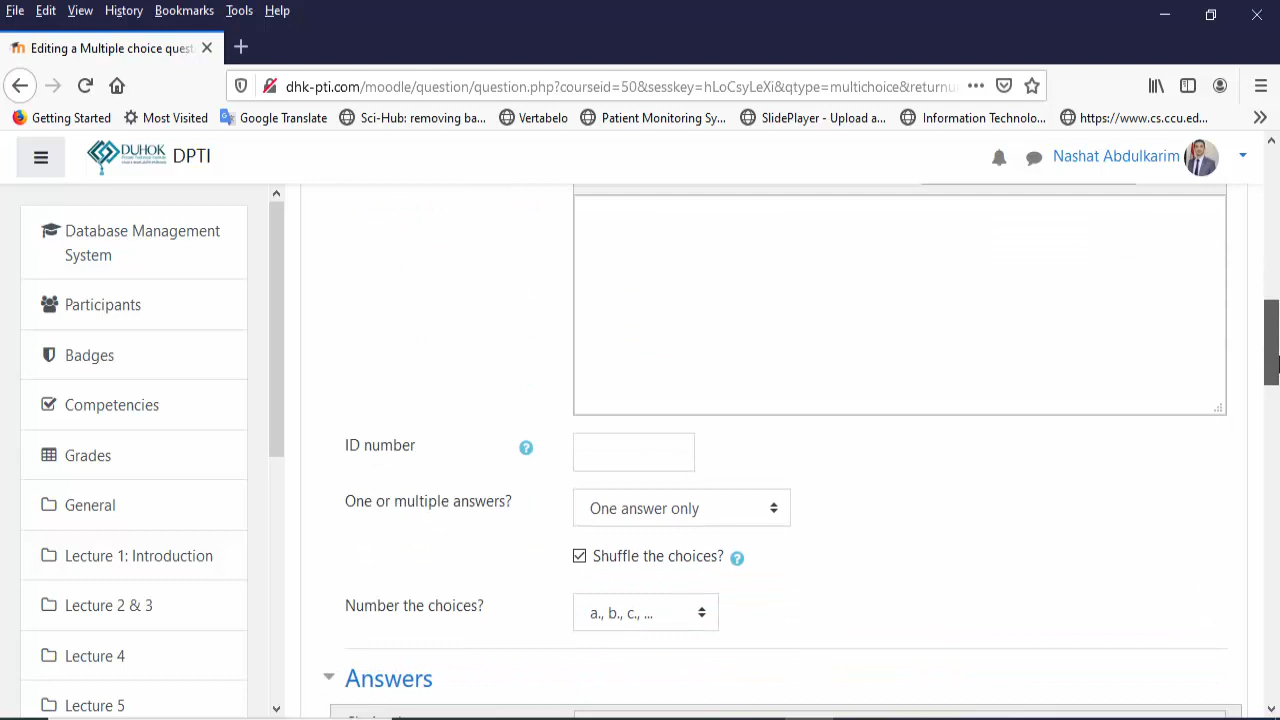 File Edit View History Bookmarks Tools Help
Editing a Multiple choice quest
dhk-pti.com/moodle/question/question.php?courseid=50&sesskey=hLoCsyLeXi&qtype=multichoice&returnu
Getting Started Most Visited Google Translate Sci-Hub: removing ba... Vertabelo Patient Monitoring Sy... SlidePlayer - Upload a... Information Technolo... https://www.cs.ccu.ed...
DUHOK DPTI Nashat Abdulkarim
Database Management
System
Participants
Badges
Competencies
Grades
General
Lecture 1: Introduction
Lecture 2 & 3
Lecture 4
Lecture 5
ID number
One or multiple answers? One answer only
Shuffle the choices?
Number the choices? a., b., c., ...
Answers